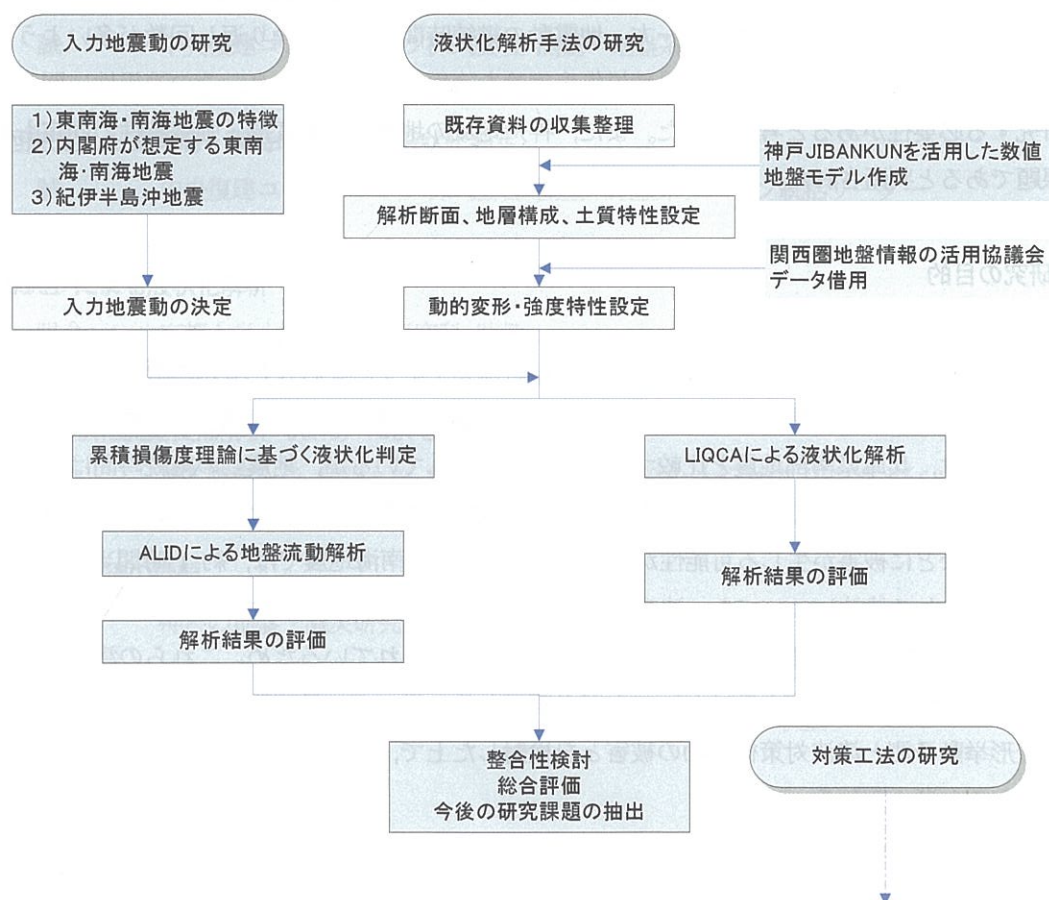 入力地震動の研究
液状化解析手法の研究
1)東南海・南海地震の特徴
2)内閣府が想定する東南
海・南海地震
3)紀伊半島沖地震
既存資料の収集整理
神戸JIBANKUNを活用した数値
地盤モデル作成
解析断面、地層構成、土質特性設定
関西圏地盤情報の活用協議会
データ借用
研究の目的
入力地震動の決定
動的変形・強度特性設定
累積損傷度理論に基づく液状化判定
LIQCAによる液状化解析
ALIDによる地盤流動解析
解析結果の評価
解析結果の評価
整合性検討
総合評価
今後の研究課題の抽出
対策工法の研究